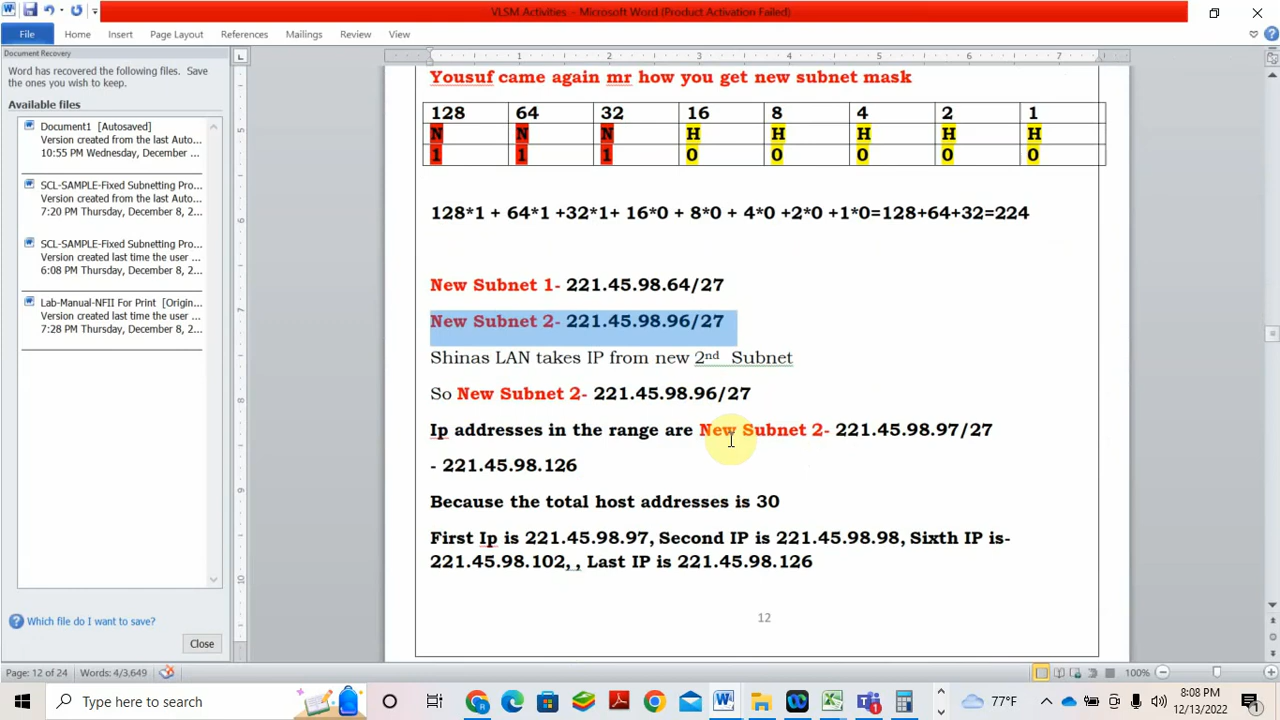 VLSM Activities - Microsoft Word (Product Activation Failed)
File Home Insert Page Layout References Mailings Review View
Document Recovery
Word has recovered the following files. Save
the ones you wish to keep.
Available files
Document1 [Autosaved]
Version created from the last Auto...
10:55 PM Wednesday, December ...
SCL-SAMPLE-Fixed Subnetting Pro...
Version created from the last Auto...
7:20 PM Thursday, December 8, 2...
SCL-SAMPLE-Fixed Subnetting Pro...
Version created last time the user ...
6:08 PM Thursday, December 8, 2...
Lab-Manual-NFII For Print [Origin...
Version created last time the user ...
7:28 PM Thursday, December 8, 2...
Which file do I want to save?
Close
1 2 3 4 5 6 7
Yousuf came again mr how you get new subnet mask
128 64 32 16 8 4 2 1
N N N H H H H H
1 1 1 0 0 0 0 0
128*1 + 64*1 +32*1+ 16*0 + 8*0 + 4*0 +2*0 +1*0=128+64+32=224
New Subnet 1- 221.45.98.64/27
New Subnet 2- 221.45.98.96/27
Shinas LAN takes IP from new 2nd Subnet
So New Subnet 2- 221.45.98.96/27
Ip addresses in the range are New Subnet 2- 221.45.98.97/27
- 221.45.98.126
Because the total host addresses is 30
First Ip is 221.45.98.97, Second IP is 221.45.98.98, Sixth IP is-
221.45.98.102, , Last IP is 221.45.98.126
12
Page: 12 of 24 Words: 4/3,649 100%
Type here to search 77°F 8:08 PM
12/13/2022